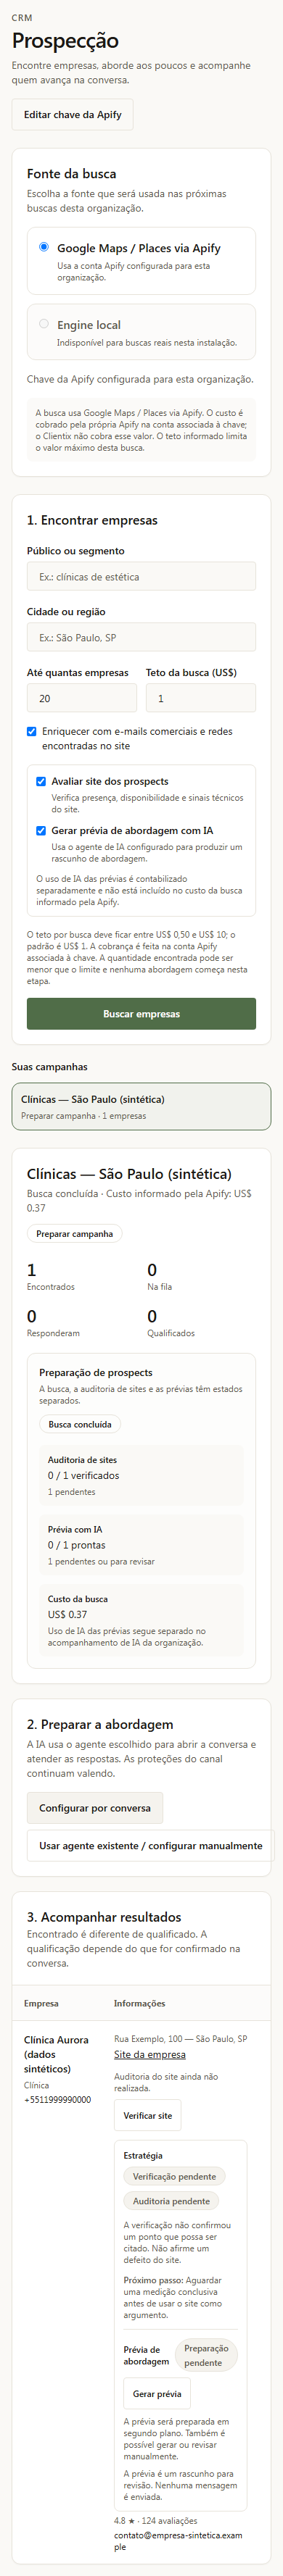 CRM
Prospecção
Encontre empresas, aborde aos poucos e acompanhe
quem avança na conversa.
Editar chave da Apify
Fonte da busca
Escolha a fonte que será usada nas próximas
buscas desta organização.
Google Maps / Places via Apify
Usa a conta Apify configurada para esta
organização.
Engine local
Indisponível para buscas reais nesta instalação.
Chave da Apify configurada para esta organização.
A busca usa Google Maps / Places via Apify. O custo é
cobrado pela própria Apify na conta associada à chave;
o Clientix não cobra esse valor. O teto informado limita
o valor máximo desta busca.
1. Encontrar empresas
Público ou segmento
Ex.: clínicas de estética
Cidade ou região
Ex.: São Paulo, SP
Até quantas empresas
Teto da busca (US$)
20
1
Enriquecer com e-mails comerciais e redes
encontradas no site
Avaliar site dos prospects
Verifica presença, disponibilidade e sinais técnicos
do site.
Gerar prévia de abordagem com IA
Usa o agente de IA configurado para produzir um
rascunho de abordagem.
O uso de IA das prévias é contabilizado
separadamente e não está incluído no custo da busca
informado pela Apify.
O teto por busca deve ficar entre US$ 0,50 e US$ 10; o
padrão é US$ 1. A cobrança é feita na conta Apify
associada à chave. A quantidade encontrada pode ser
menor que o limite e nenhuma abordagem começa nesta
etapa.
Buscar empresas
Suas campanhas
Clínicas — São Paulo (sintética)
Preparar campanha · 1 empresas
Clínicas — São Paulo (sintética)
Busca concluída · Custo informado pela Apify: US$
0.37
Preparar campanha
1
Encontrados
0
Na fila
0
Responderam
0
Qualificados
Preparação de prospects
A busca, a auditoria de sites e as prévias têm estados
separados.
Busca concluída
Auditoria de sites
0 / 1 verificados
1 pendentes
Prévia com IA
0 / 1 prontas
1 pendentes ou para revisar
Custo da busca
US$ 0.37
Uso de IA das prévias segue separado no
acompanhamento de IA da organização.
2. Preparar a abordagem
A IA usa o agente escolhido para abrir a conversa e
atender as respostas. As proteções do canal
continuam valendo.
Configurar por conversa
Usar agente existente / configurar manualmente
3. Acompanhar resultados
Encontrado é diferente de qualificado. A
qualificação depende do que for confirmado na
conversa.
Empresa
Informações
Clínica Aurora
(dados
sintéticos)
Clínica
+5511999990000
Rua Exemplo, 100 — São Paulo, SP
Site da empresa
Auditoria do site ainda não
realizada.
Verificar site
Estratégia
Verificação pendente
Auditoria pendente
A verificação não confirmou
um ponto que possa ser
citado. Não afirme um
defeito do site.
Próximo passo: Aguardar
uma medição conclusiva
antes de usar o site como
argumento.
Prévia de
abordagem
Preparação
pendente
Gerar prévia
A prévia será preparada em
segundo plano. Também é
possível gerar ou revisar
manualmente.
A prévia é um rascunho para
revisão. Nenhuma mensagem
é enviada.
4.8 ★ · 124 avaliações
contato@empresa-sintetica.exam
ple